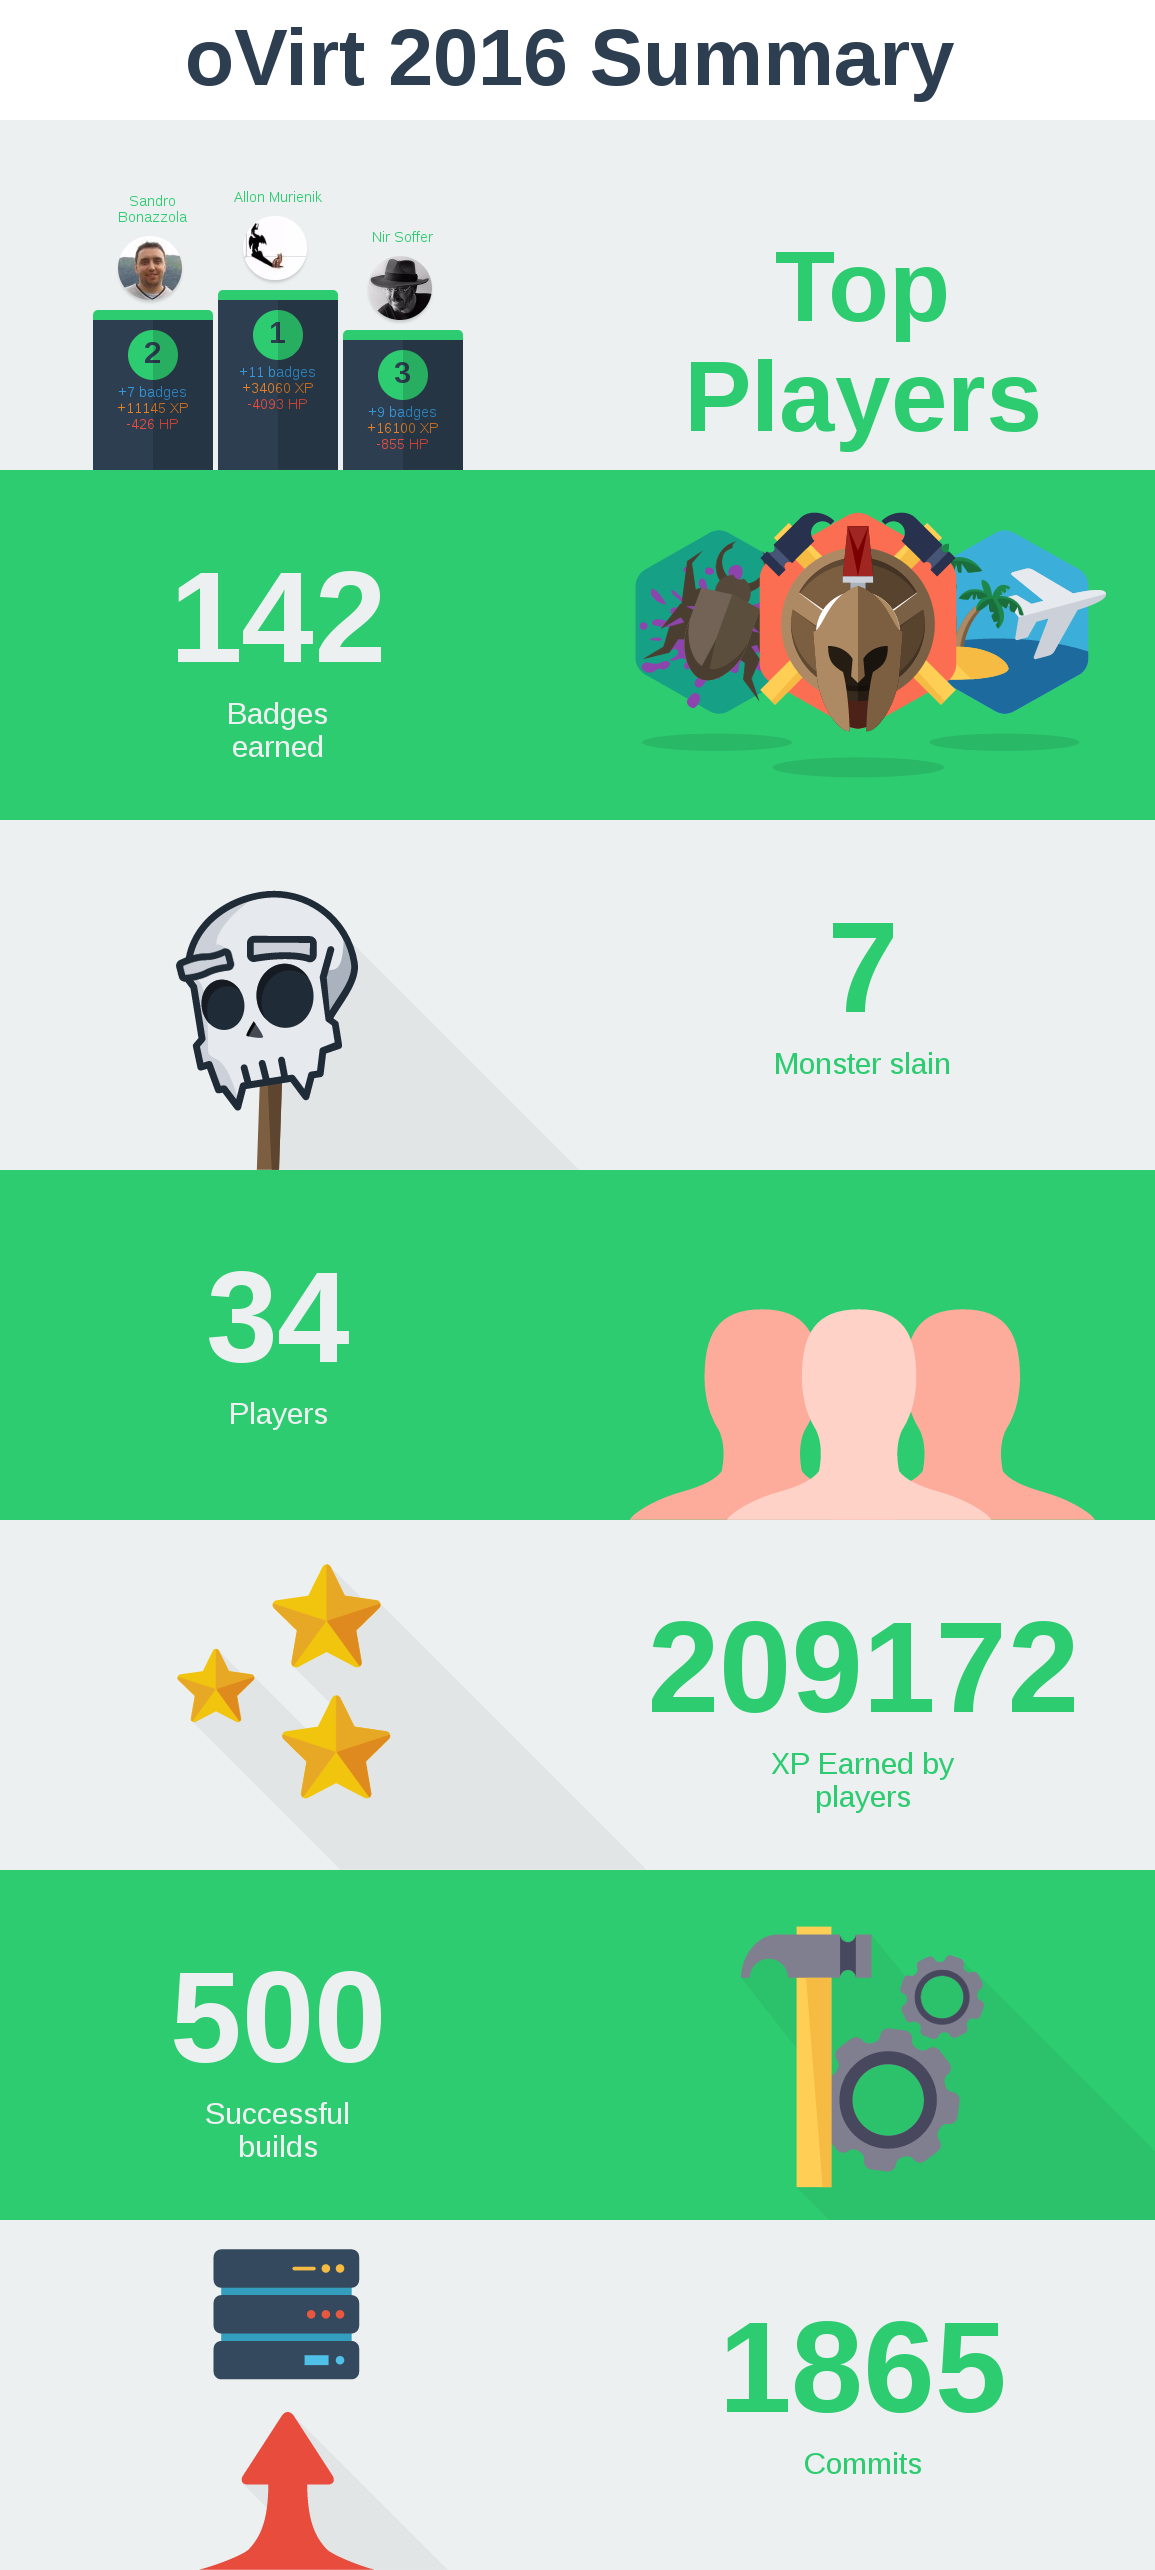 oVirt 2016 Summary
Sandro
Bonazzola
2
+7 badges
+11145 XP
-426 HP
Allon Murienik
1
+11 badges
+34060 XP
-4093 HP
Nir Soffer
3
+9 badges
+16100 XP
-855 HP
Top
Players
142
Badges
earned
7
Monster slain
34
Players
209172
XP Earned by
players
500
Successful
builds
1865
Commits